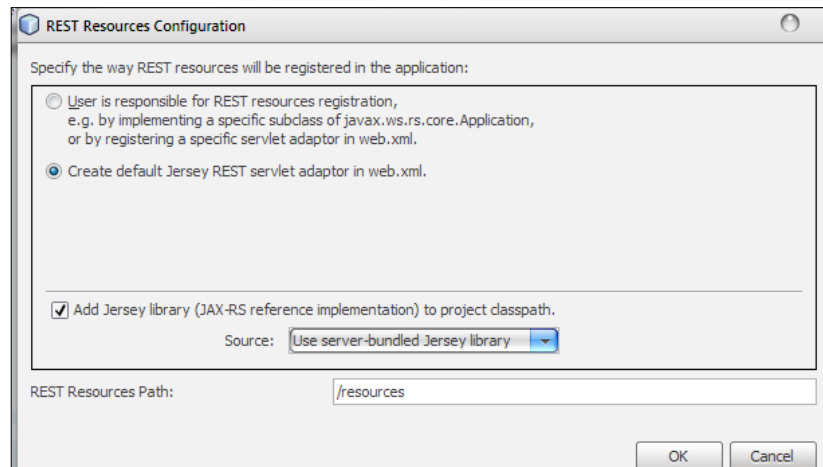 REST Resources Configuration
Specify the way REST resources will be registered in the application:
User is responsible for REST resources registration,
e.g. by implementing a specific subclass of javax.ws.rs.core.Application,
or by registering a specific servlet adaptor in web.xml.
Create default Jersey REST servlet adaptor in web.xml.
Add Jersey library (JAX-RS reference implementation) to project classpath.
Source: Use server-bundled Jersey library
REST Resources Path: /resources
OK Cancel